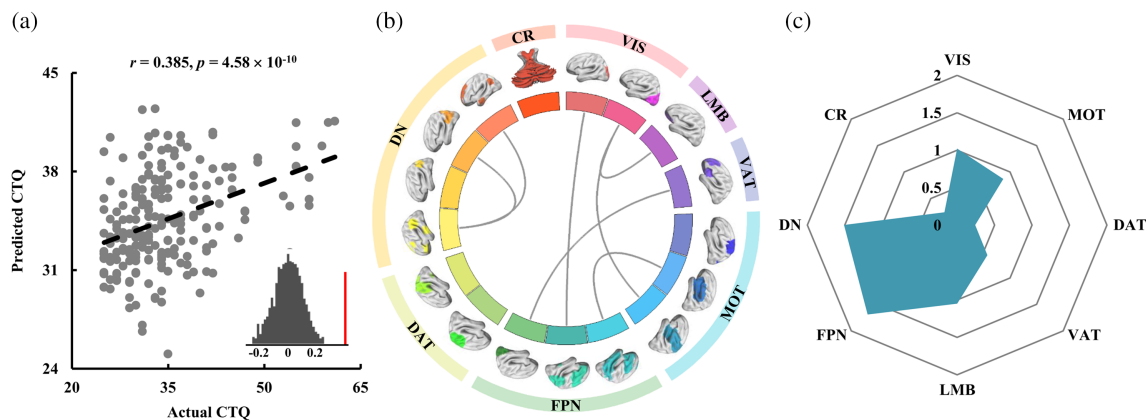 (a)
r = 0.385, p = 4.58 × 10-10
45
38
31
24
Predicted CTQ
20
35
50
65
Actual CTQ
-0.2
0
0.2
(b)
CR
VIS
LMB
VAT
MOT
FPN
DAT
DN
(c)
VIS
MOT
DAT
VAT
LMB
FPN
DN
CR
2
1.5
1
0.5
0